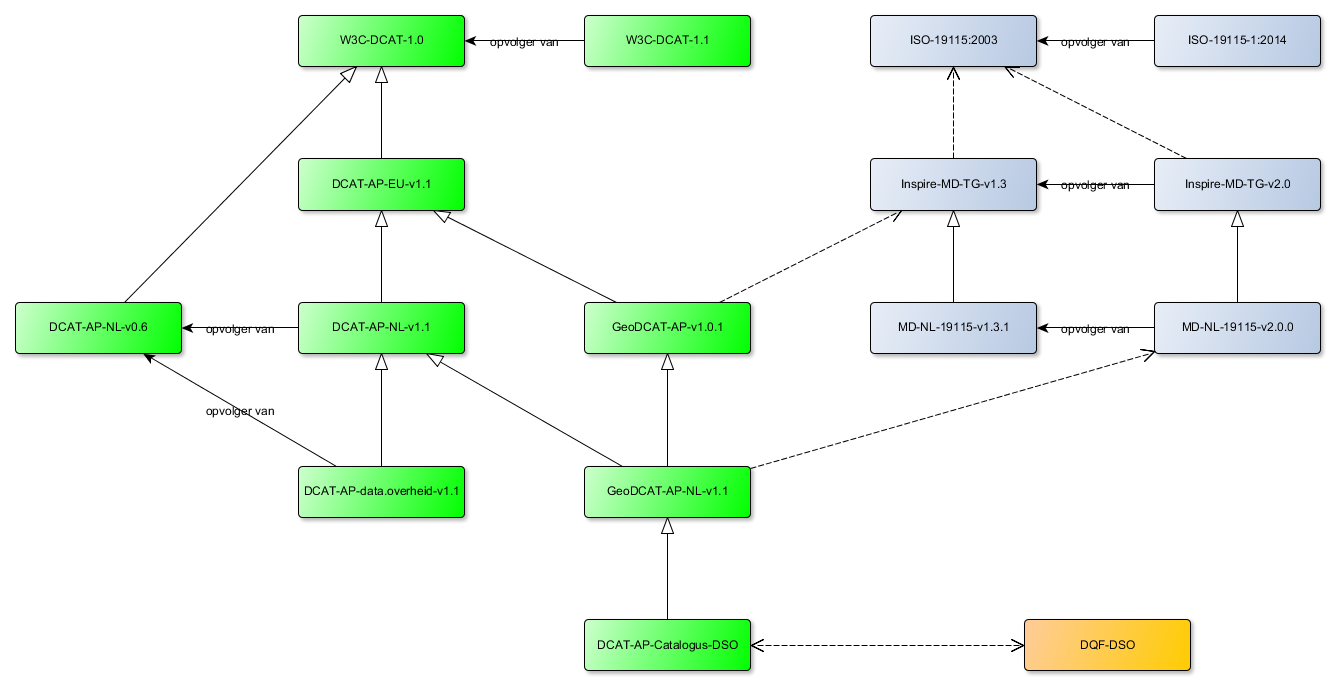 W3C-DCAT-1.0
opvolger van
W3C-DCAT-1.1
ISO-19115:2003
opvolger van
ISO-19115-1:2014
DCAT-AP-EU-v1.1
Inspire-MD-TG-v1.3
opvolger van
Inspire-MD-TG-v2.0
DCAT-AP-NL-v0.6
opvolger van
DCAT-AP-NL-v1.1
GeoDCAT-AP-v1.0.1
MD-NL-19115-v1.3.1
opvolger van
MD-NL-19115-v2.0.0
opvolger van
DCAT-AP-data.overheid-v1.1
GeoDCAT-AP-NL-v1.1
DCAT-AP-Catalogus-DSO
DQF-DSO